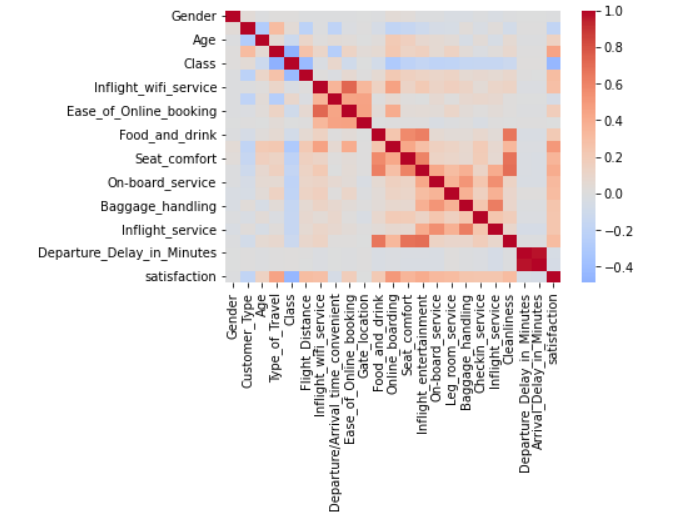 Gender
Age
Class
Inflight_wifi_service
Ease_of_Online_booking
Food_and_drink
Seat_comfort
On-board_service
Baggage_handling
Inflight_service
Departure_Delay_in_Minutes
satisfaction
1.0
0.8
0.6
0.4
0.2
0.0
−0.2
−0.4
Gender
Customer_Type
Age
Type_of_Travel
Class
Flight_Distance
Inflight_wifi_service
Departure/Arrival_time_convenient
Ease_of_Online_booking
Gate_location
Food_and_drink
Online_boarding
Seat_comfort
Inflight_entertainment
On-board_service
Leg_room_service
Baggage_handling
Checkin_service
Inflight_service
Cleanliness
Departure_Delay_in_Minutes
Arrival_Delay_in_Minutes
satisfaction